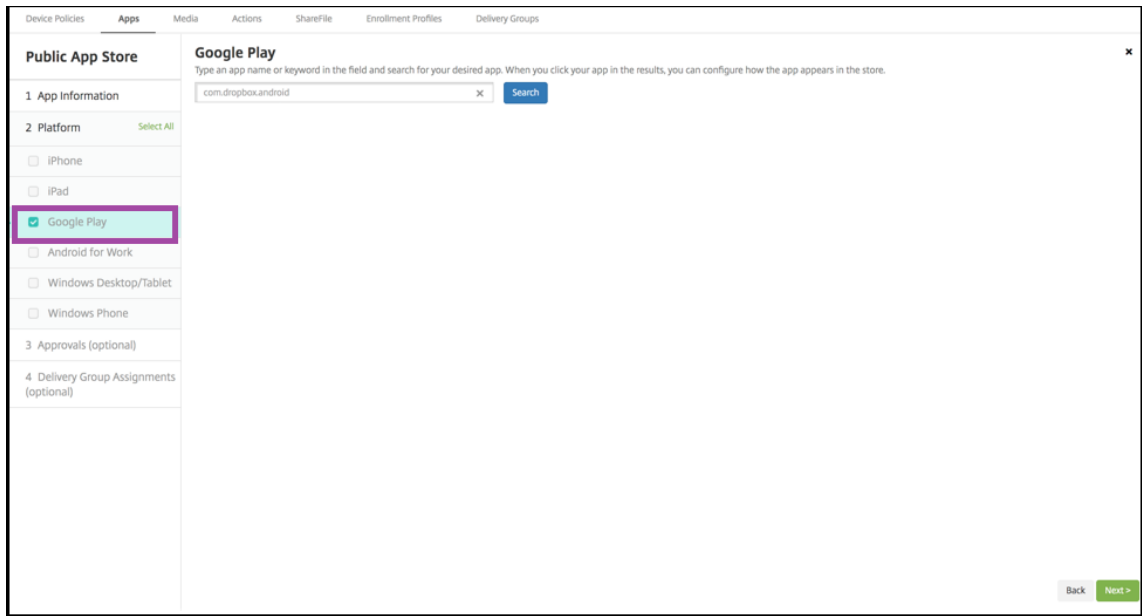 Device Policies Apps Media Actions ShareFile Enrollment Profiles Delivery Groups
Public App Store
1 App Information
2 Platform Select All
iPhone
iPad
Google Play
Android for Work
Windows Desktop/Tablet
Windows Phone
3 Approvals (optional)
4 Delivery Group Assignments
(optional)
Google Play
Type an app name or keyword in the field and search for your desired app. When you click your app in the results, you can configure how the app appears in the store.
com.dropbox.android Search
Back Next >